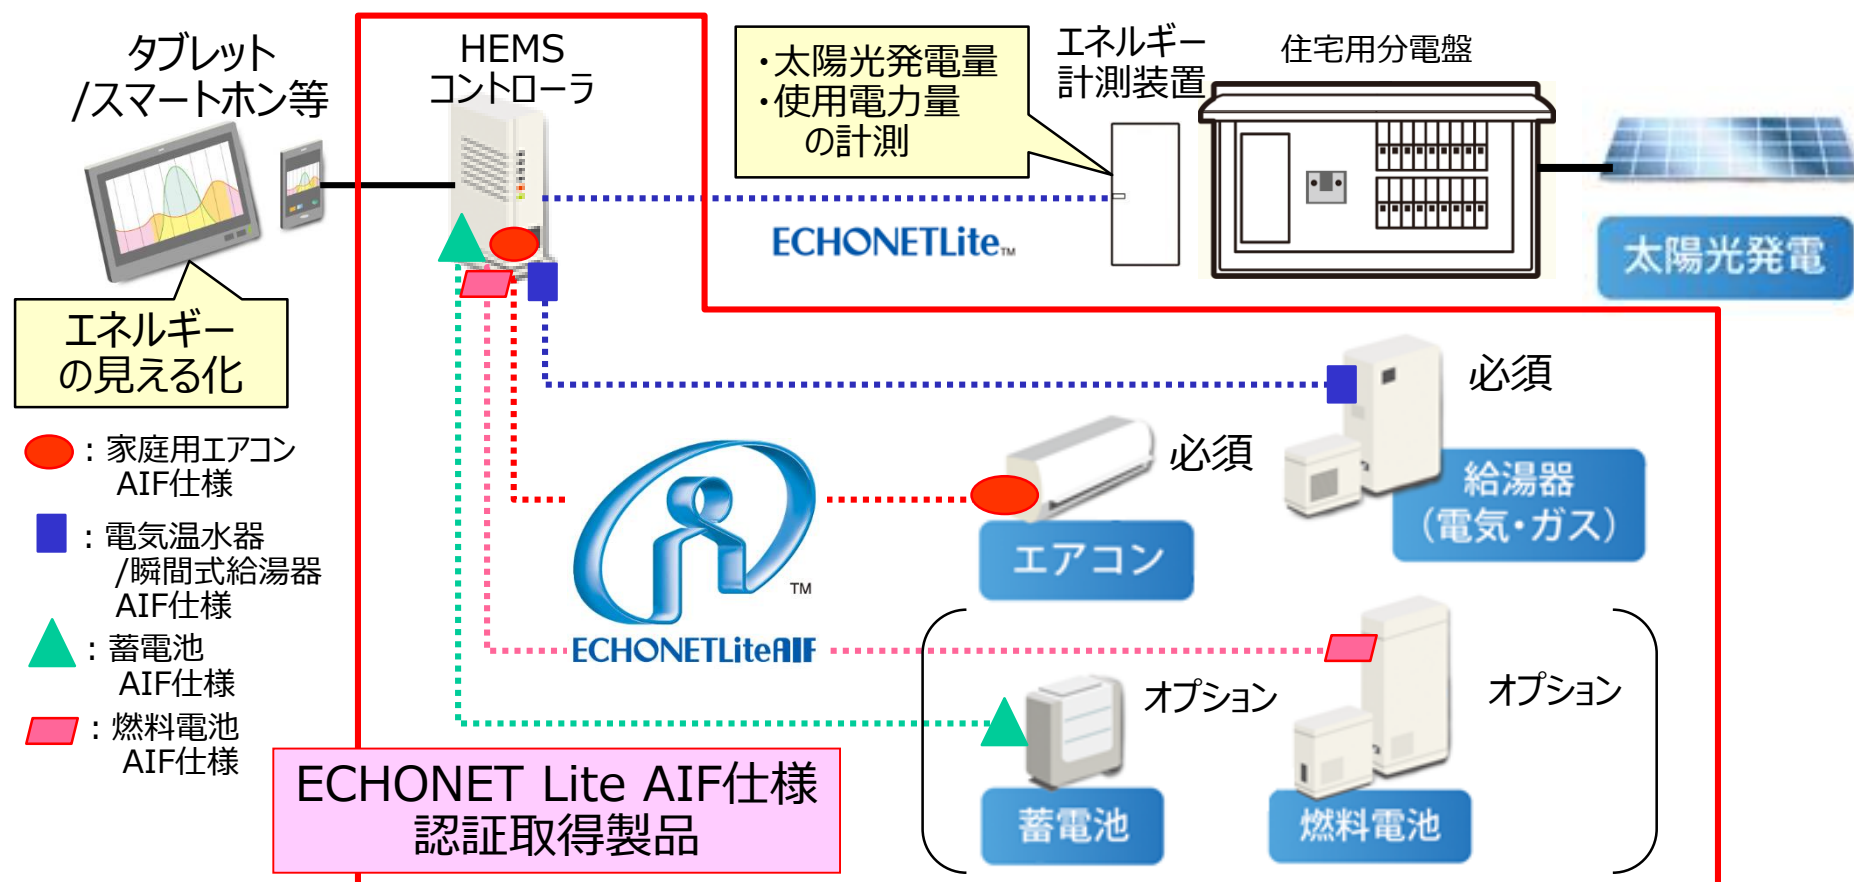 タブレット
/スマートホン等
HEMS
コントローラ
・太陽光発電量
・使用電力量
の計測
エネルギー
計測装置
住宅用分電盤
ECHONETLite™
太陽光発電
エネルギー
の見える化
：家庭用エアコン
AIF仕様
：電気温水器
/瞬間式給湯器
AIF仕様
：蓄電池
AIF仕様
：燃料電池
AIF仕様
必須
給湯器
（電気・ガス）
必須
エアコン
TM
ECHONETLiteAIF
オプション
蓄電池
オプション
燃料電池
ECHONET Lite AIF仕様
認証取得製品